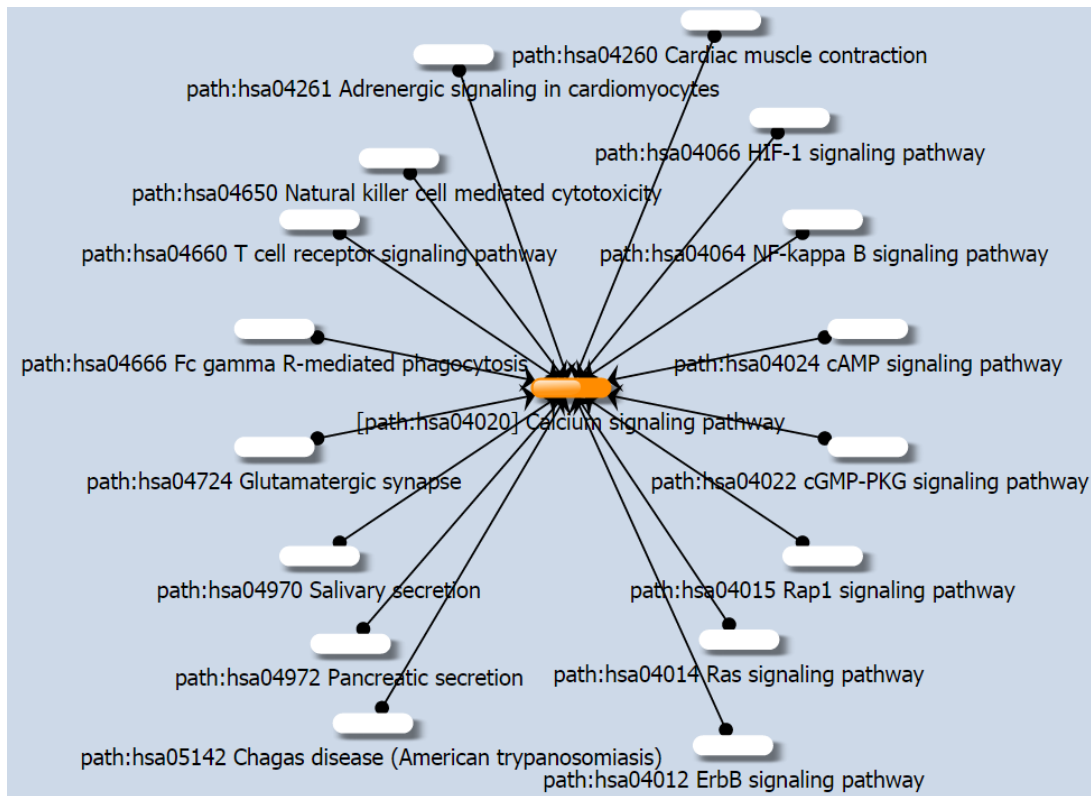 path:hsa04260 Cardiac muscle contraction
path:hsa04261 Adrenergic signaling in cardiomyocytes
path:hsa04066 HIF-1 signaling pathway
path:hsa04650 Natural killer cell mediated cytotoxicity
path:hsa04660 T cell receptor signaling pathway
path:hsa04064 NF-kappa B signaling pathway
path:hsa04666 Fc gamma R-mediated phagocytosis
path:hsa04024 cAMP signaling pathway
[path:hsa04020] Calcium signaling pathway
path:hsa04724 Glutamatergic synapse
path:hsa04022 cGMP-PKG signaling pathway
path:hsa04970 Salivary secretion
path:hsa04015 Rap1 signaling pathway
path:hsa04972 Pancreatic secretion
path:hsa04014 Ras signaling pathway
path:hsa05142 Chagas disease (American trypanosomiasis)
path:hsa04012 ErbB signaling pathway